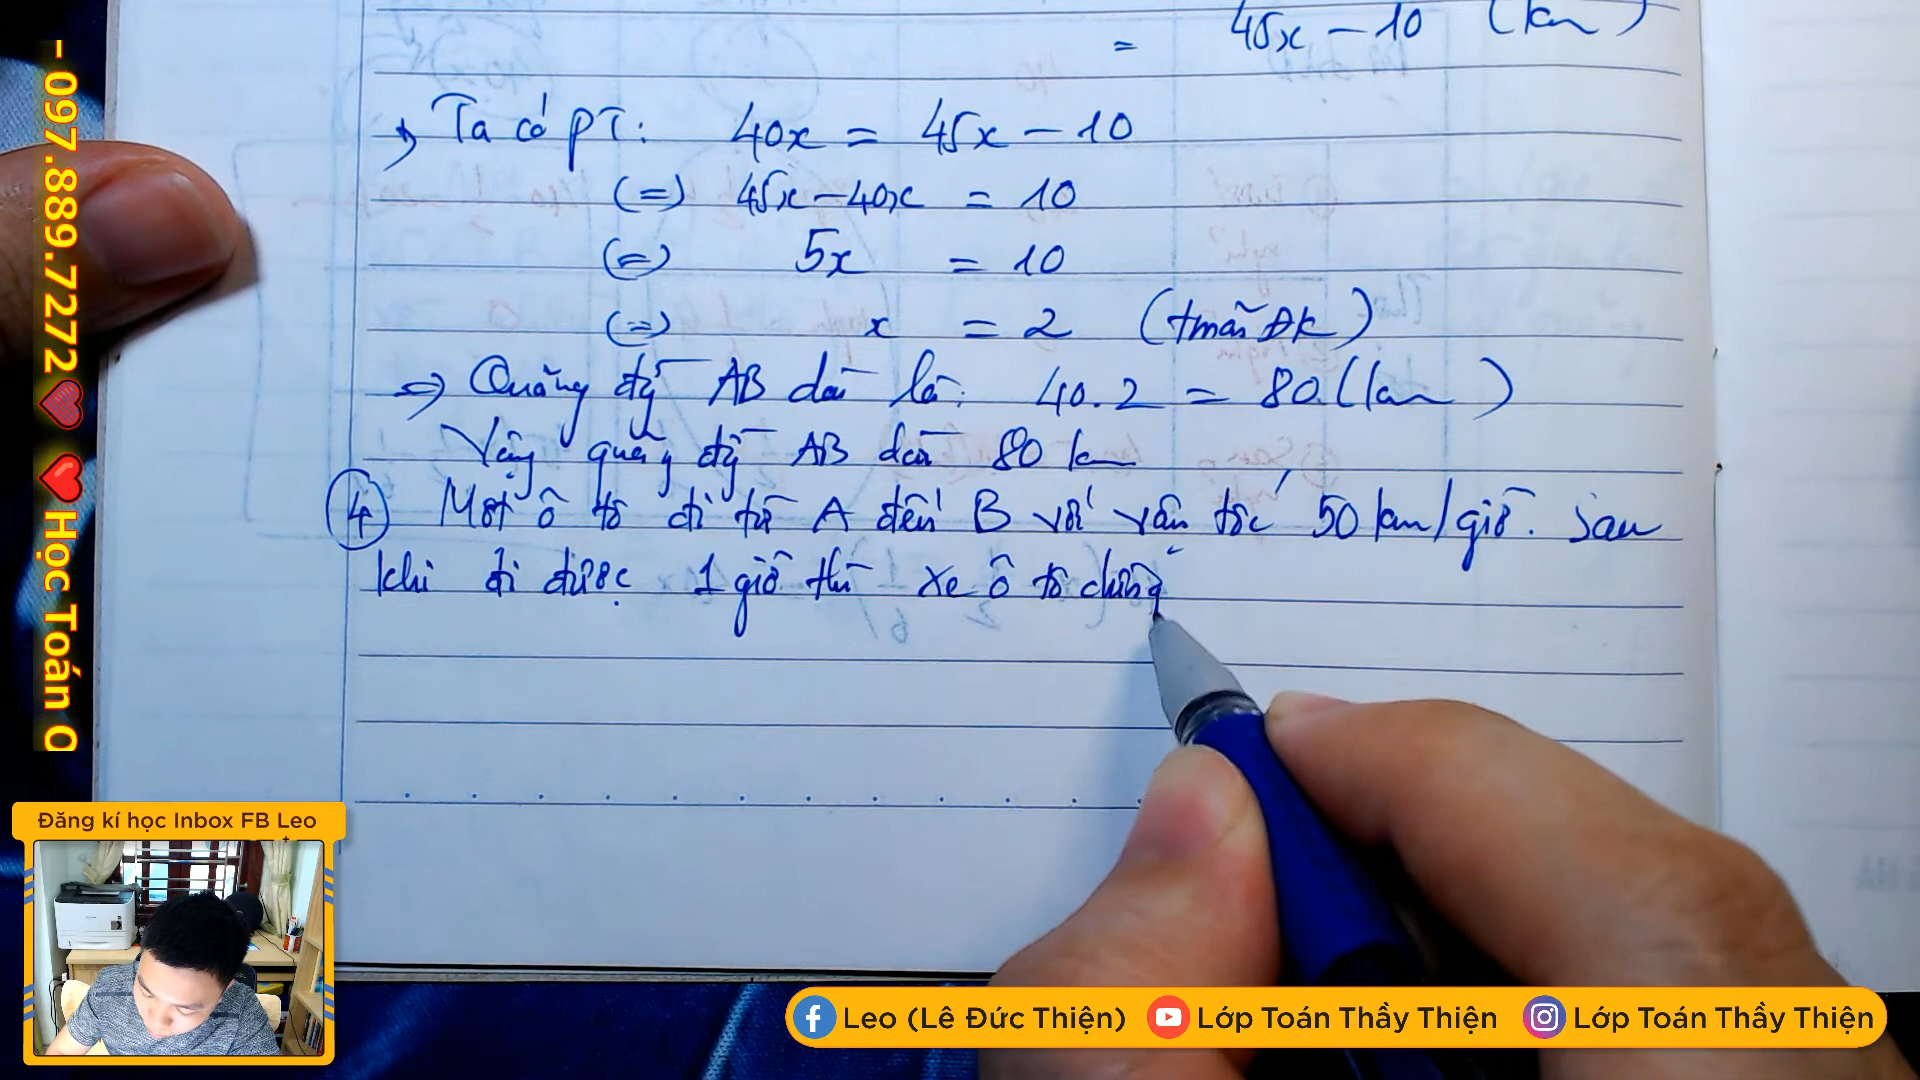 = 45x - 10 (km)
=> Ta có PT: 40x = 45x - 10
(=) 45x - 40x = 10
(=) 5x = 10
(=) x = 2 (tmãn ĐK)
=> Quãng đg AB dài là: 40.2 = 80 (km)
Vậy quãng đg AB dài 80 km
4 Một ô tô đi từ A đến B với vân tốc 50 km/giờ. Sau
khi đi được 1 giờ thì xe ô tô
- 097.889.7272 ❤️ ❤️ Học Toán O
Đăng kí học Inbox FB Leo
Leo (Lê Đức Thiện) Lớp Toán Thầy Thiện Lớp Toán Thầy Thiện